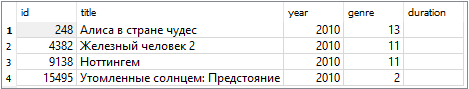 id title year genre duration
1 248 Алиса в стране чудес 2010 13
2 4382 Железный человек 2 2010 11
3 9138 Ноттингем 2010 11
4 15495 Утомленные солнцем: Предстояние 2010 2